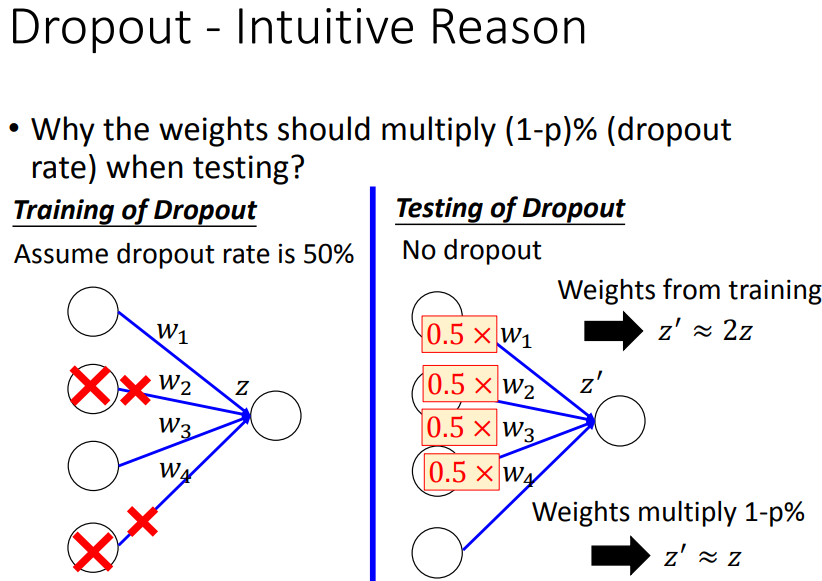 Dropout - Intuitive Reason
• Why the weights should multiply (1-p)% (dropout
rate) when testing?
Training of Dropout
Assume dropout rate is 50%
w₁
w₂
z
w₃
w₄
Testing of Dropout
No dropout
Weights from training
z′ ≈ 2z
0.5 × w₁
0.5 × w₂
z′
0.5 × w₃
0.5 × w₄
Weights multiply 1-p%
z′ ≈ z